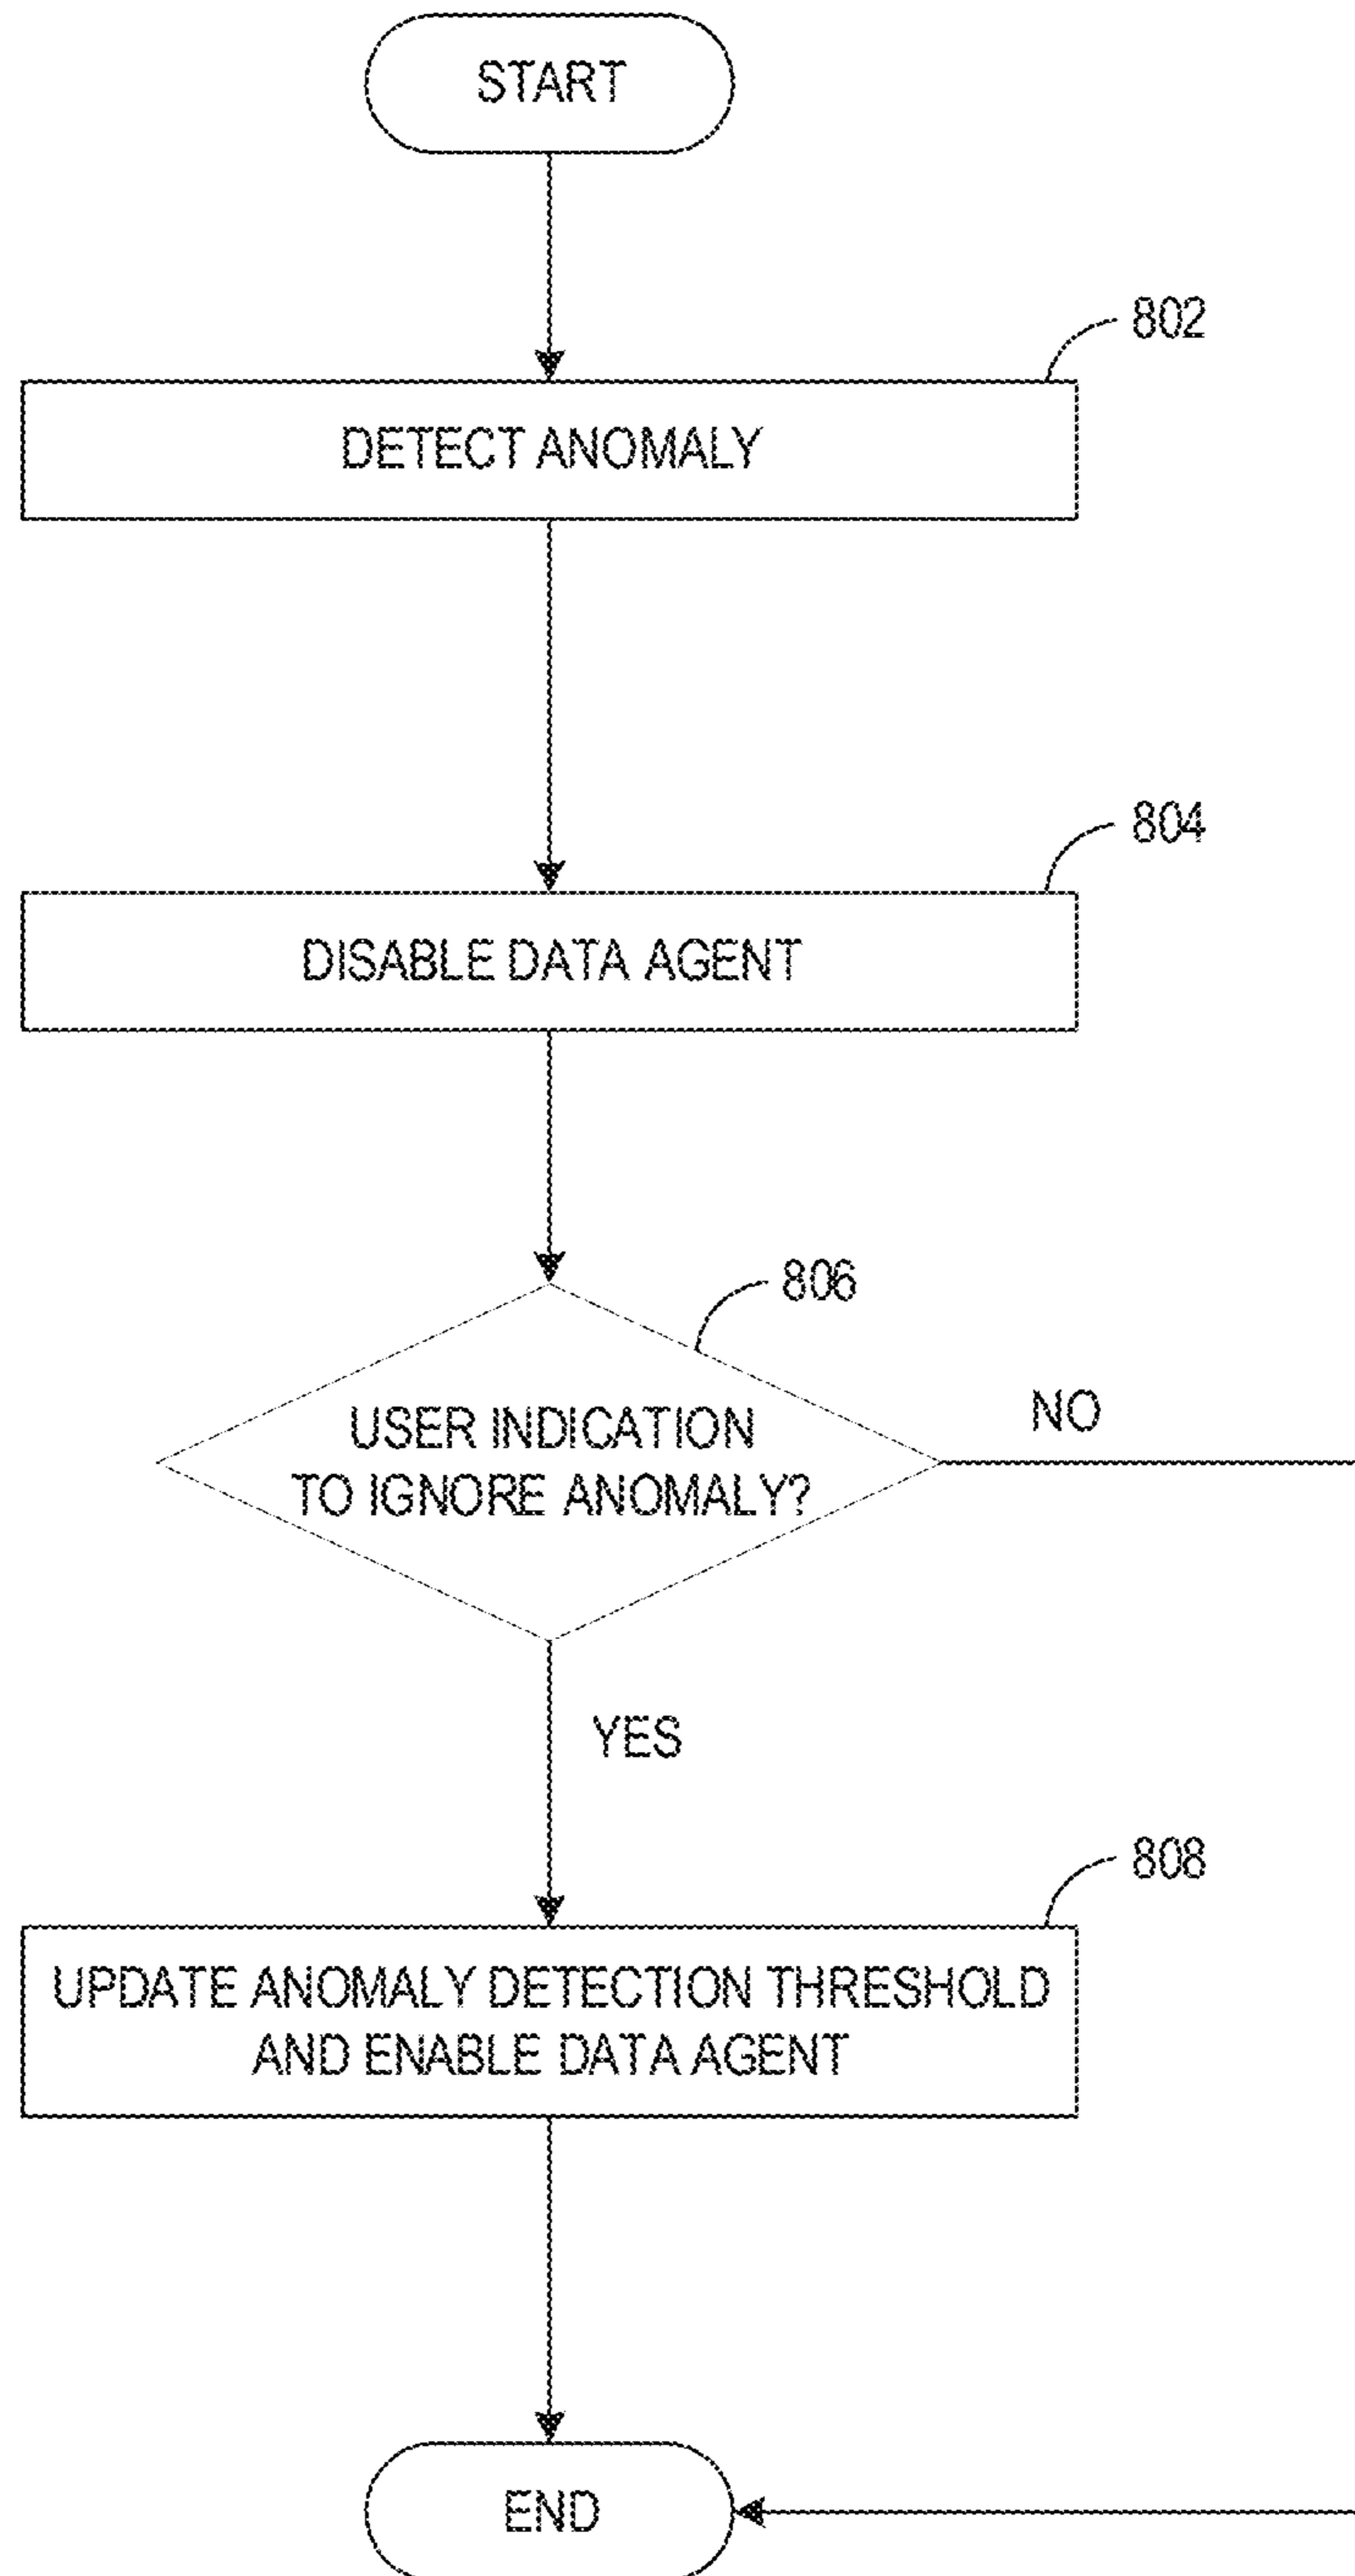 START
802
DETECT ANOMALY
804
DISABLE DATA AGENT
806
USER INDICATION
TO IGNORE ANOMALY?
NO
YES
808
UPDATE ANOMALY DETECTION THRESHOLD
AND ENABLE DATA AGENT
END